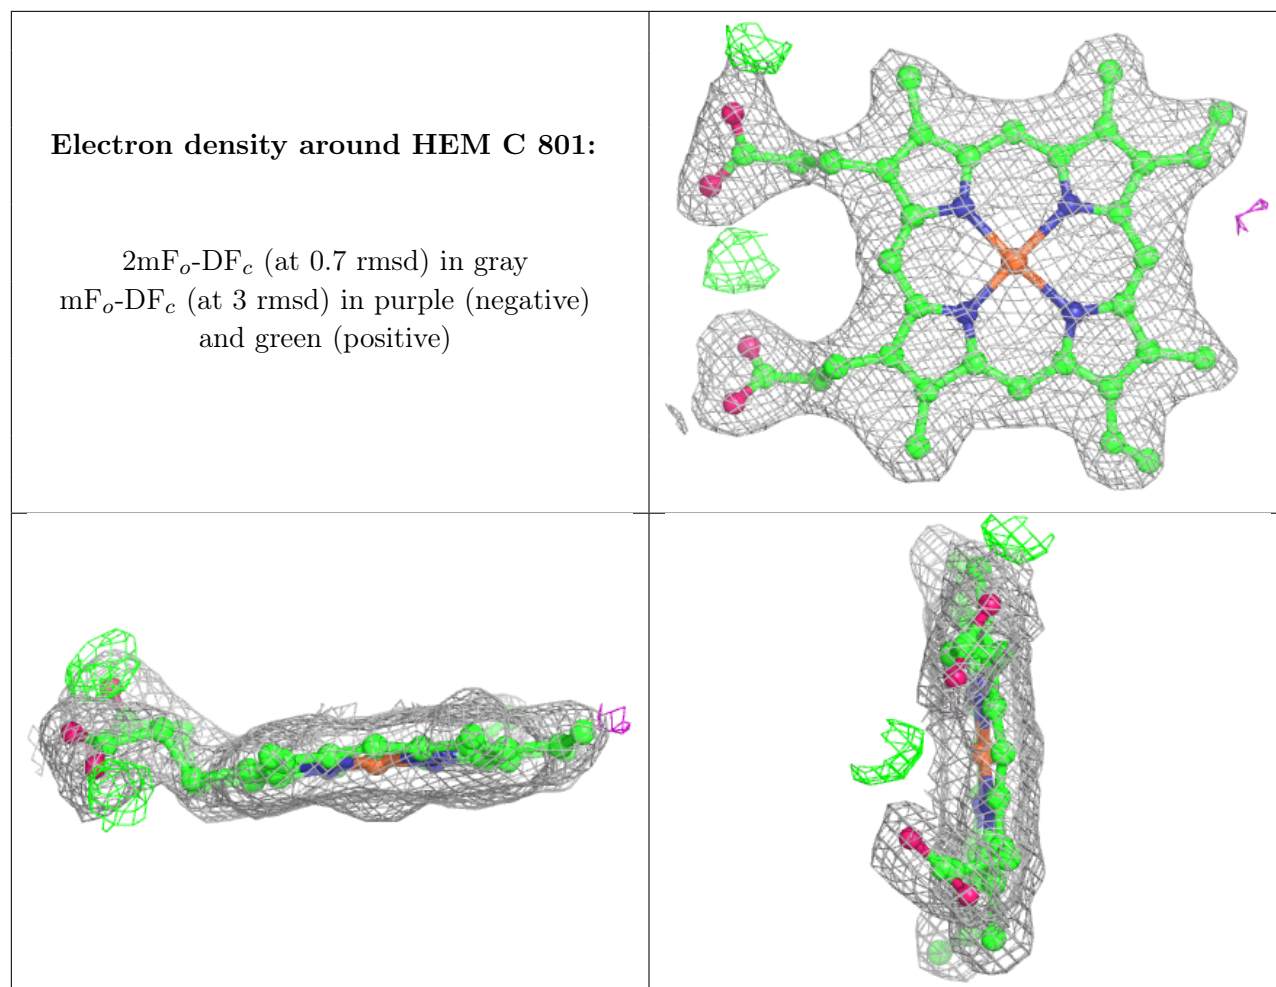 Electron density around HEM C 801:
2mFo-DFc (at 0.7 rmsd) in gray
mFo-DFc (at 3 rmsd) in purple (negative)
and green (positive)